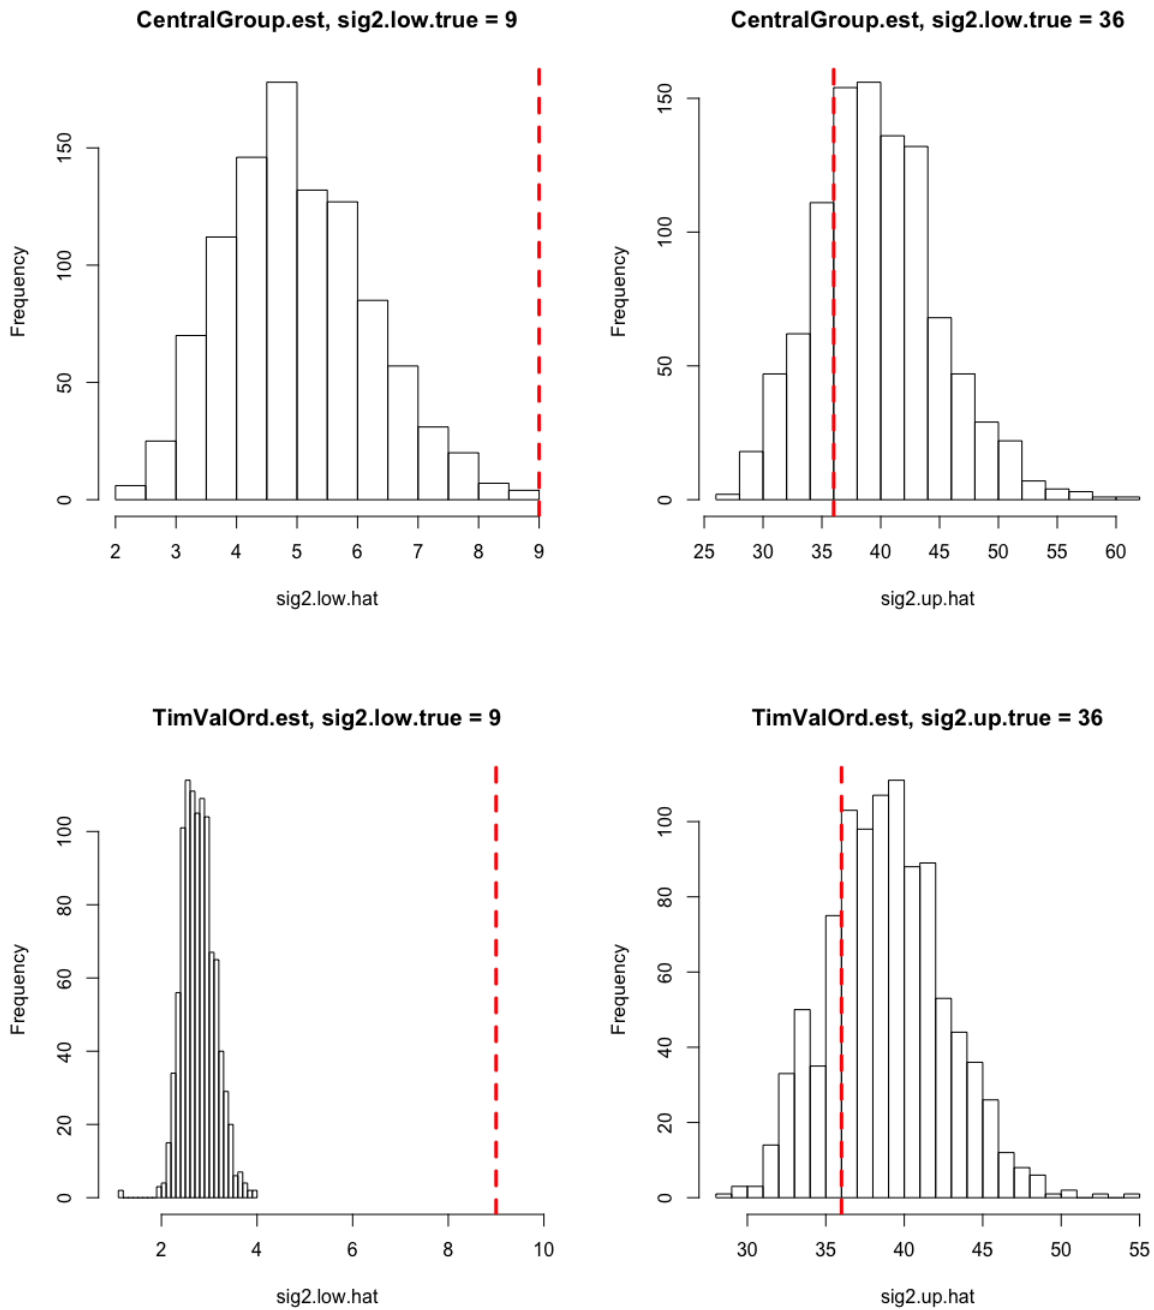 CentralGroup.est, sig2.low.true = 9
Frequency
0 50 100 150
2 3 4 5 6 7 8 9
sig2.low.hat
CentralGroup.est, sig2.low.true = 36
Frequency
0 50 100 150
25 30 35 40 45 50 55 60
sig2.up.hat
TimValOrd.est, sig2.low.true = 9
Frequency
0 20 40 60 80 100
2 4 6 8 10
sig2.low.hat
TimValOrd.est, sig2.up.true = 36
Frequency
0 20 40 60 80 100
30 35 40 45 50 55
sig2.up.hat